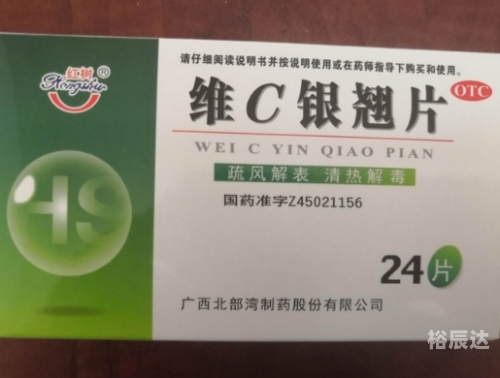 请仔细阅读说明书并按说明使用或在药师指导下购买和使用。
红树®
Hongshu
OTC
维C银翘片
WEI C YIN QIAO PIAN
疏风解表 清热解毒
国药准字Z45021156
HS
24片
广西北部湾制药股份有限公司
裕辰达